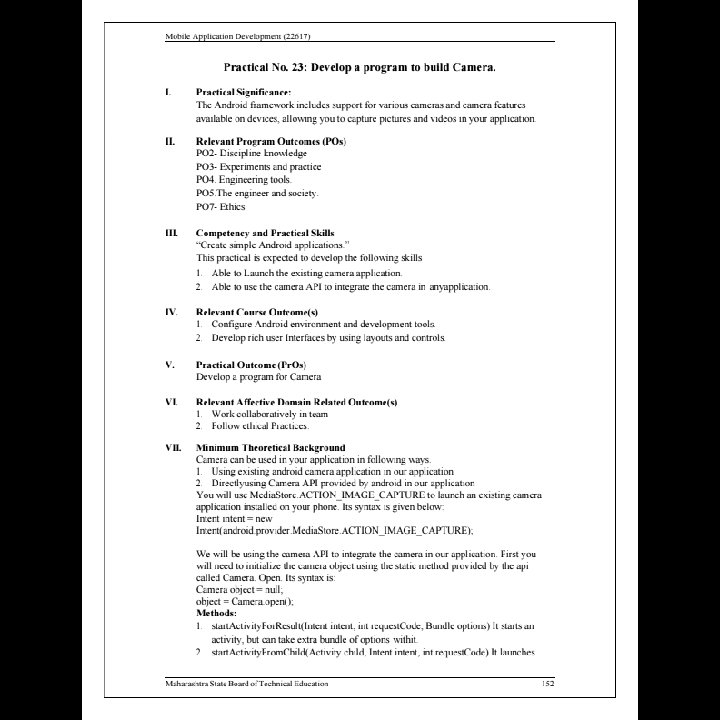 Mobile Application Development (22617)
Practical No. 23: Develop a program to build Camera.
I. Practical Significance:
The Android framework includes support for various cameras and camera features
available on devices, allowing you to capture pictures and videos in your application.
II. Relevant Program Outcomes (POs)
PO2- Discipline knowledge
PO3- Experiments and practice
PO4. Engineering tools.
PO5.The engineer and society.
PO7- Ethics
III. Competency and Practical Skills
“Create simple Android applications.”
This practical is expected to develop the following skills
1. Able to Launch the existing camera application.
2. Able to use the camera API to integrate the camera in anyapplication.
IV. Relevant Course Outcome(s)
1. Configure Android environment and development tools.
2. Develop rich user Interfaces by using layouts and controls.
V. Practical Outcome (PrOs)
Develop a program for Camera
VI. Relevant Affective Domain Related Outcome(s)
1. Work collaboratively in team
2. Follow ethical Practices.
VII. Minimum Theoretical Background
Camera can be used in your application in following ways.
1. Using existing android camera application in our application
2. Directlyusing Camera API provided by android in our application
You will use MediaStore.ACTION_IMAGE_CAPTURE to launch an existing camera
application installed on your phone. Its syntax is given below:
Intent intent = new
Intent(android.provider.MediaStore.ACTION_IMAGE_CAPTURE);
We will be using the camera API to integrate the camera in our application. First you
will need to initialize the camera object using the static method provided by the api
called Camera. Open. Its syntax is:
Camera object = null;
object = Camera.open();
Methods:
1. startActivityForResult(Intent intent, int requestCode, Bundle options) It starts an
activity, but can take extra bundle of options withit.
2. startActivityFromChild(Activity child, Intent intent, int requestCode) It launches
Maharashtra State Board of Technical Education 152